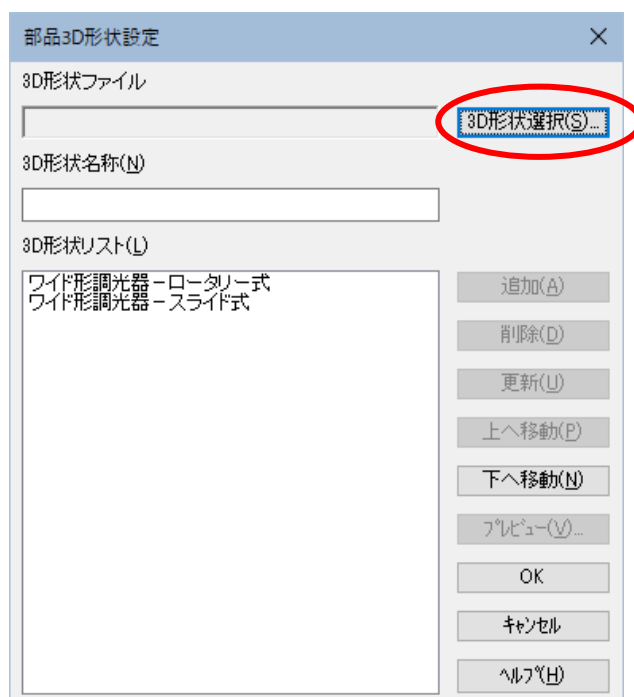 部品3D形状設定
3D形状ファイル
3D形状選択(S)...
3D形状名称(N)
3D形状リスト(L)
ワイド形調光器－ロータリー式
ワイド形調光器－スライド式
追加(A)
削除(D)
更新(U)
上へ移動(P)
下へ移動(N)
ﾌﾟﾚﾋﾞｭｰ(V)...
OK
ｷｬﾝｾﾙ
ﾍﾙﾌﾟ(H)